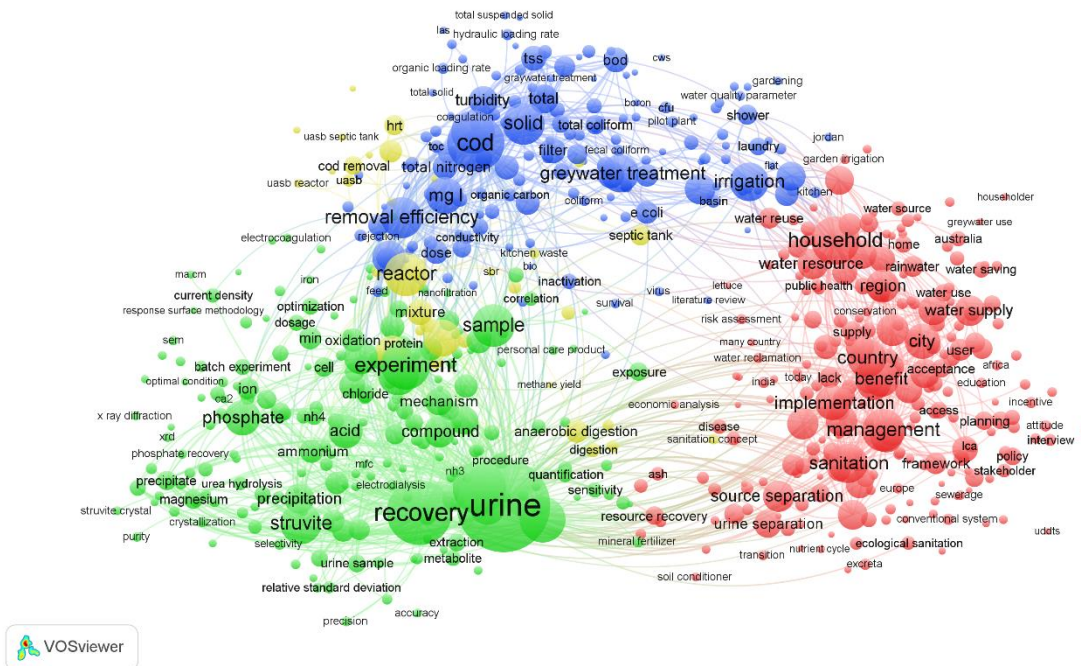 total suspended solid
las
hydraulic loading rate
tss
bod
cws
organic loading rate
graywater treatment
gardening
total solid
turbidity
total
boron
cfu
water quality parameter
coagulation
solid
pilot plant
shower
uasb septic tank
hrt
cod
total coliform
toc
filter
fecal coliform
laundry
jordan
cod removal
total nitrogen
flat
garden irrigation
uasb reactor
uasb
greywater treatment
irrigation
kitchen
mg l
organic carbon
coliform
basin
water source
householder
removal efficiency
e coli
water reuse
greywater use
electrocoagulation
rejection
conductivity
septic tank
household
home
australia
dose
kitchen waste
water resource
rainwater
water saving
ma cm
iron
reactor
sbr
bio
inactivation
public health
region
feed
nanofiltration
lettuce
water use
current density
optimization
correlation
survival
virus
literature review
conservation
water supply
response surface methodology
dosage
mixture
sample
risk assessment
supply
city
sem
min
oxidation
protein
personal care product
many country
country
user
batch experiment
cell
experiment
exposure
water reclamation
acceptance
africa
optimal condition
ion
methane yield
india
today
lack
benefit
education
ca2
chloride
mechanism
economic analysis
implementation
access
incentive
x ray diffraction
phosphate
nh4
planning
attitude
acid
compound
anaerobic digestion
disease
management
interview
xrd
sanitation concept
lca
policy
phosphate recovery
ammonium
digestion
stakeholder
mfc
procedure
sanitation
framework
precipitate
urea hydrolysis
nh3
quantification
ash
europe
electrodialysis
sensitivity
sewerage
magnesium
precipitation
source separation
struvite crystal
urine
recovery
resource recovery
crystallization
struvite
urine separation
conventional system
uddts
purity
selectivity
extraction
mineral fertilizer
nutrient cycle
ecological sanitation
urine sample
metabolite
transition
excreta
relative standard deviation
soil conditioner
accuracy
precision
VOSviewer